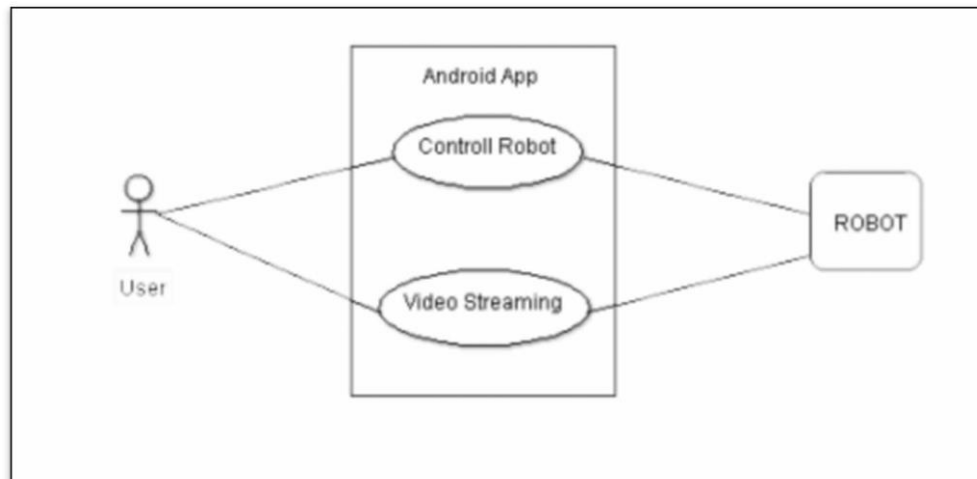 Android App
Controll Robot
ROBOT
User
Video Streaming